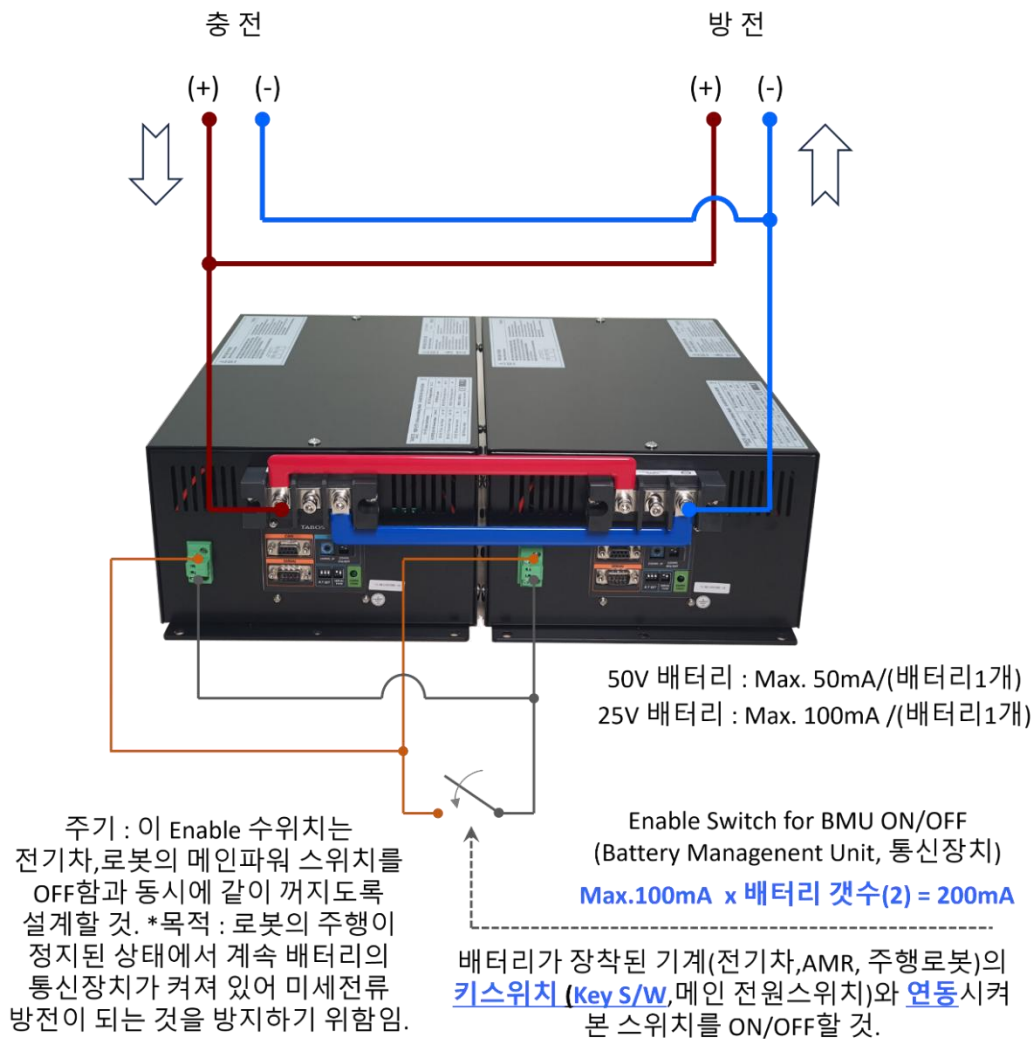 충 전
방 전
(+) (-)
(+) (-)
TABOS
50V 배터리 : Max. 50mA/(배터리1개)
25V 배터리 : Max. 100mA /(배터리1개)
주기 : 이 Enable 수위치는
전기차,로봇의 메인파워 스위치를
OFF함과 동시에 같이 꺼지도록
설계할 것. *목적 : 로봇의 주행이
정지된 상태에서 계속 배터리의
통신장치가 켜져 있어 미세전류
방전이 되는 것을 방지하기 위함임.
Enable Switch for BMU ON/OFF
(Battery Managenent Unit, 통신장치)
Max.100mA x 배터리 갯수(2) = 200mA
배터리가 장착된 기계(전기차,AMR, 주행로봇)의
키스위치 (Key S/W,메인 전원스위치)와 연동시켜
본 스위치를 ON/OFF할 것.